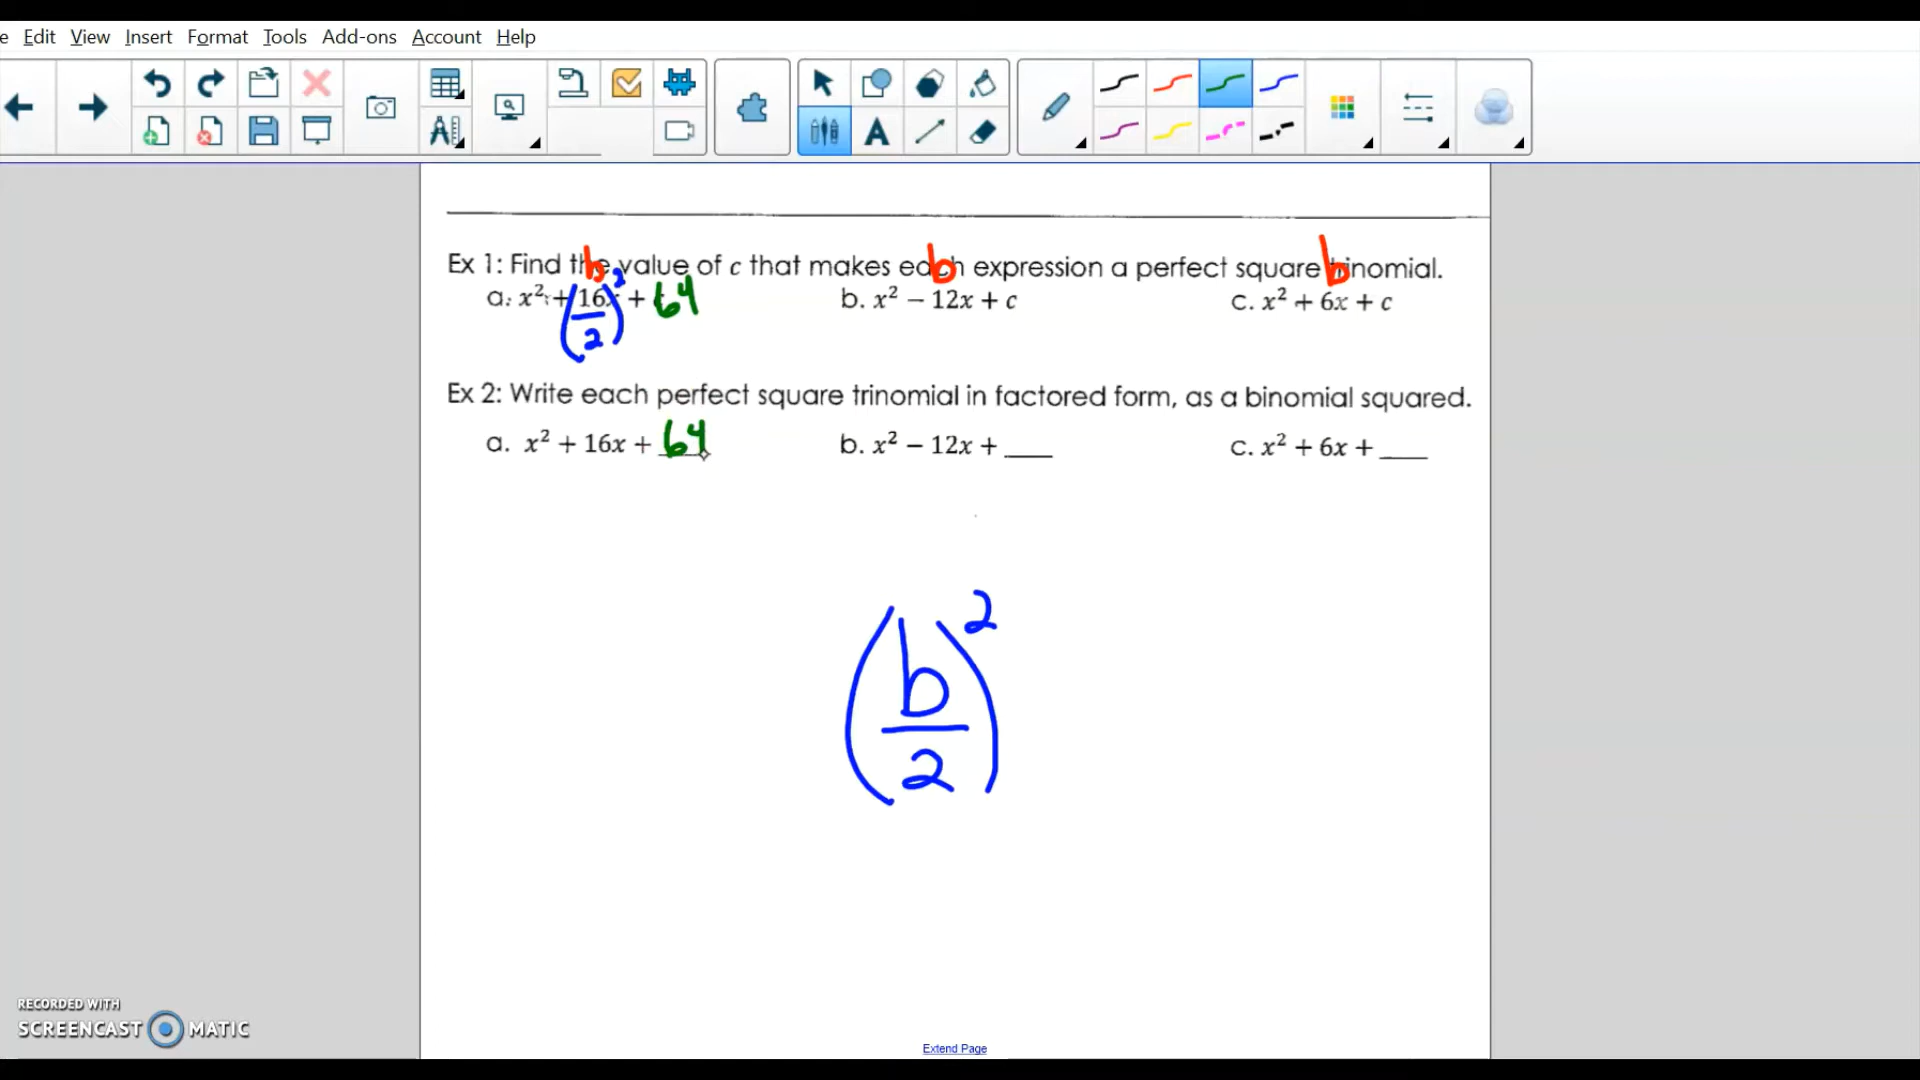 e Edit View Insert Format Tools Add-ons Account Help
Ex 1: Find the value of c that makes each expression a perfect square trinomial.
b b b
a. x² + 16x + 64 b. x² − 12x + c c. x² + 6x + c
( /2)²
Ex 2: Write each perfect square trinomial in factored form, as a binomial squared.
a. x² + 16x + 64 b. x² − 12x + ___ c. x² + 6x + ___
(b/2)²
RECORDED WITH
SCREENCAST MATIC
Extend Page